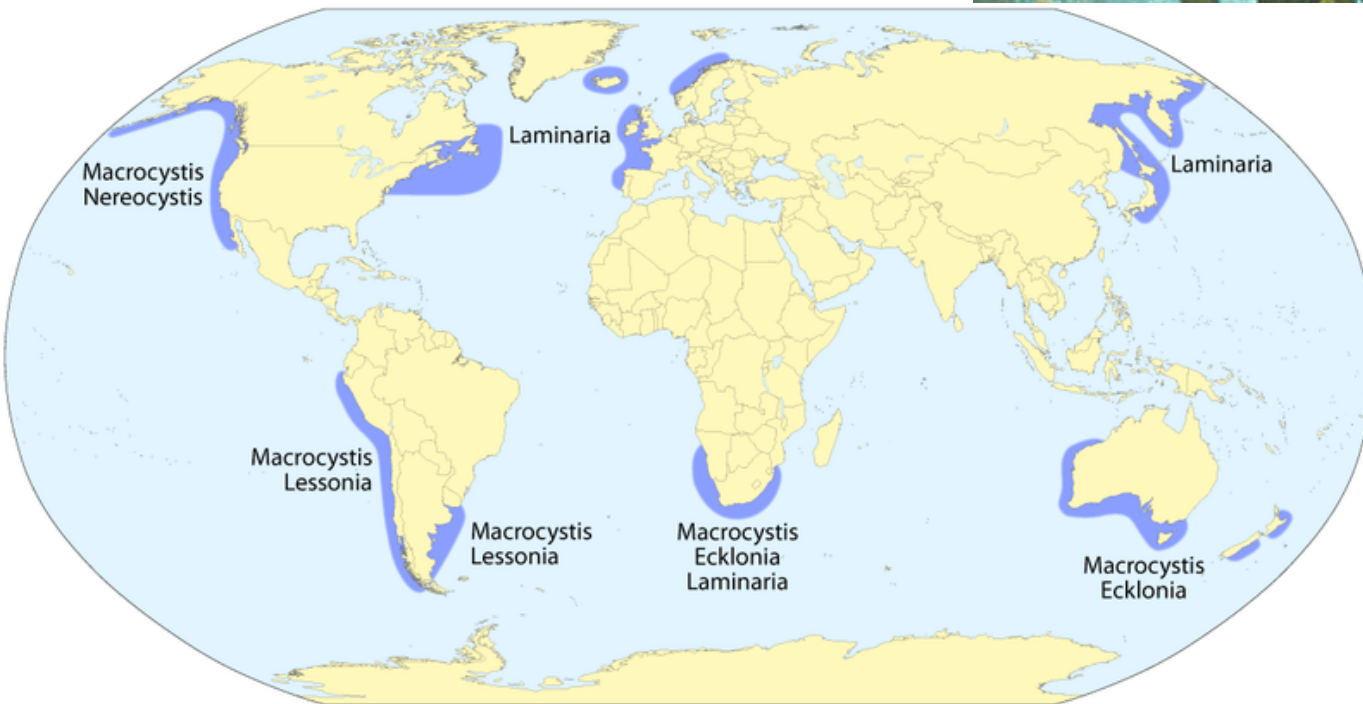 Laminaria
Macrocystis
Nereocystis
Laminaria
Macrocystis
Lessonia
Macrocystis
Lessonia
Macrocystis
Ecklonia
Laminaria
Macrocystis
Ecklonia